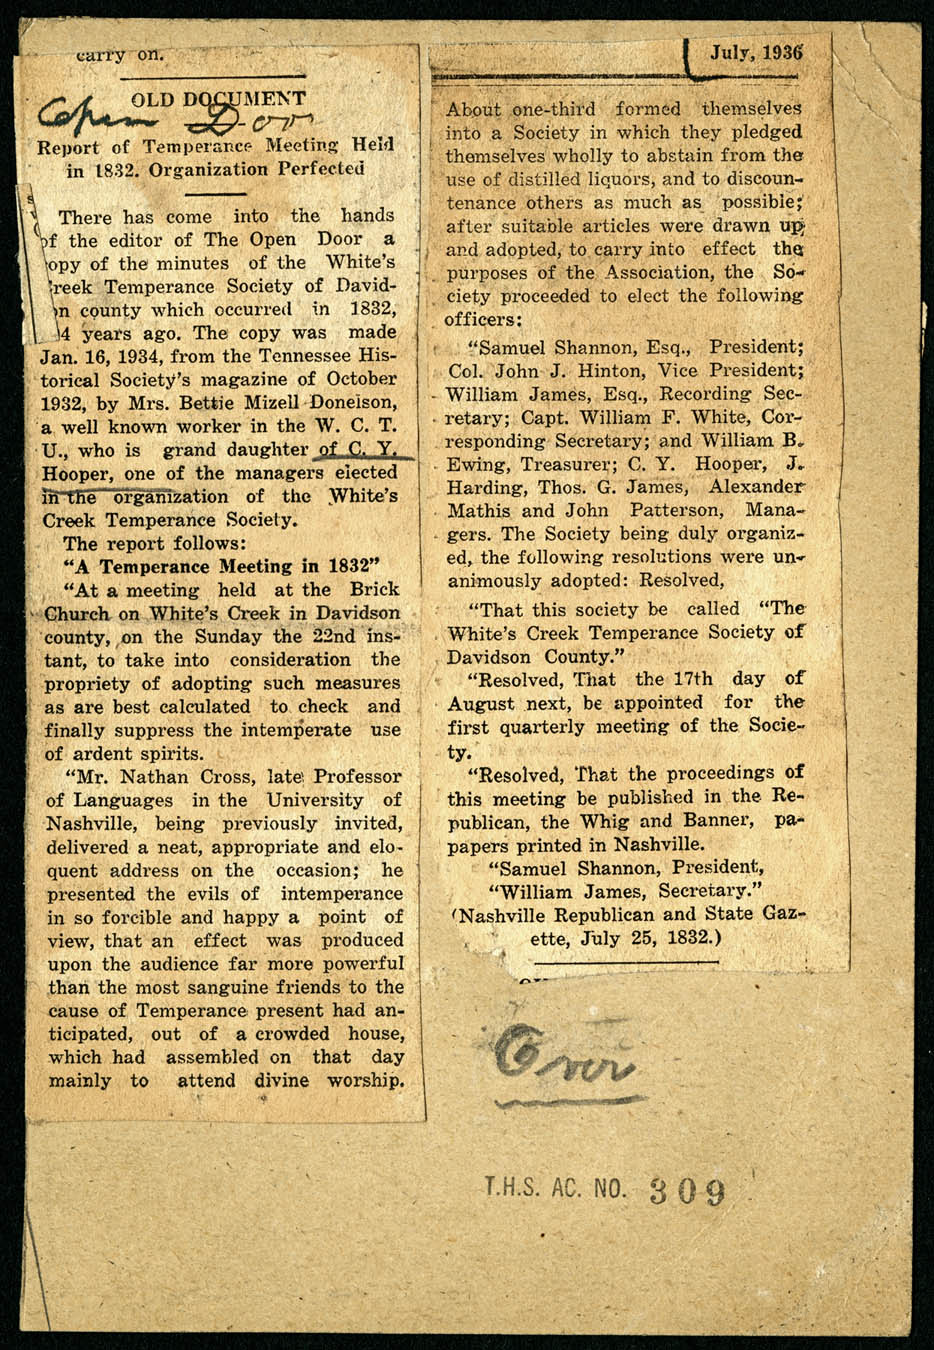 carry on.
OLD DOCUMENT
Open Door
Report of Temperance Meeting Held
in 1832. Organization Perfected
There has come into the hands
of the editor of The Open Door a
opy of the minutes of the White's
reek Temperance Society of David-
on county which occurred in 1832,
4 years ago. The copy was made
Jan. 16, 1934, from the Tennessee His-
torical Society's magazine of October
1932, by Mrs. Bettie Mizell Donelson,
a well known worker in the W. C. T.
U., who is grand daughter of C. Y.
Hooper, one of the managers elected
in the organization of the White's
Creek Temperance Society.
The report follows:
"A Temperance Meeting in 1832"
"At a meeting held at the Brick
Church on White's Creek in Davidson
county, on the Sunday the 22nd ins-
tant, to take into consideration the
propriety of adopting such measures
as are best calculated to check and
finally suppress the intemperate use
of ardent spirits.
"Mr. Nathan Cross, late Professor
of Languages in the University of
Nashville, being previously invited,
delivered a neat, appropriate and elo-
quent address on the occasion; he
presented the evils of intemperance
in so forcible and happy a point of
view, that an effect was produced
upon the audience far more powerful
than the most sanguine friends to the
cause of Temperance present had an-
ticipated, out of a crowded house,
which had assembled on that day
mainly to attend divine worship.
July, 1936
About one-third formed themselves
into a Society in which they pledged
themselves wholly to abstain from the
use of distilled liquors, and to discoun-
tenance others as much as possible;
after suitable articles were drawn up;
and adopted, to carry into effect the
purposes of the Association, the So-
ciety proceeded to elect the following
officers:
"Samuel Shannon, Esq., President;
Col. John J. Hinton, Vice President;
William James, Esq., Recording Sec-
retary; Capt. William F. White, Cor-
responding Secretary; and William B.
Ewing, Treasurer; C. Y. Hooper, J.
Harding, Thos. G. James, Alexander
Mathis and John Patterson, Mana-
gers. The Society being duly organiz-
ed, the following resolutions were un-
animously adopted: Resolved,
"That this society be called "The
White's Creek Temperance Society of
Davidson County."
"Resolved, That the 17th day of
August next, be appointed for the
first quarterly meeting of the Socie-
ty.
"Resolved, That the proceedings of
this meeting be published in the Re-
publican, the Whig and Banner, pa-
papers printed in Nashville.
"Samuel Shannon, President,
"William James, Secretary."
(Nashville Republican and State Gaz-
ette, July 25, 1832.)
Over
T.H.S. AC. NO. 309